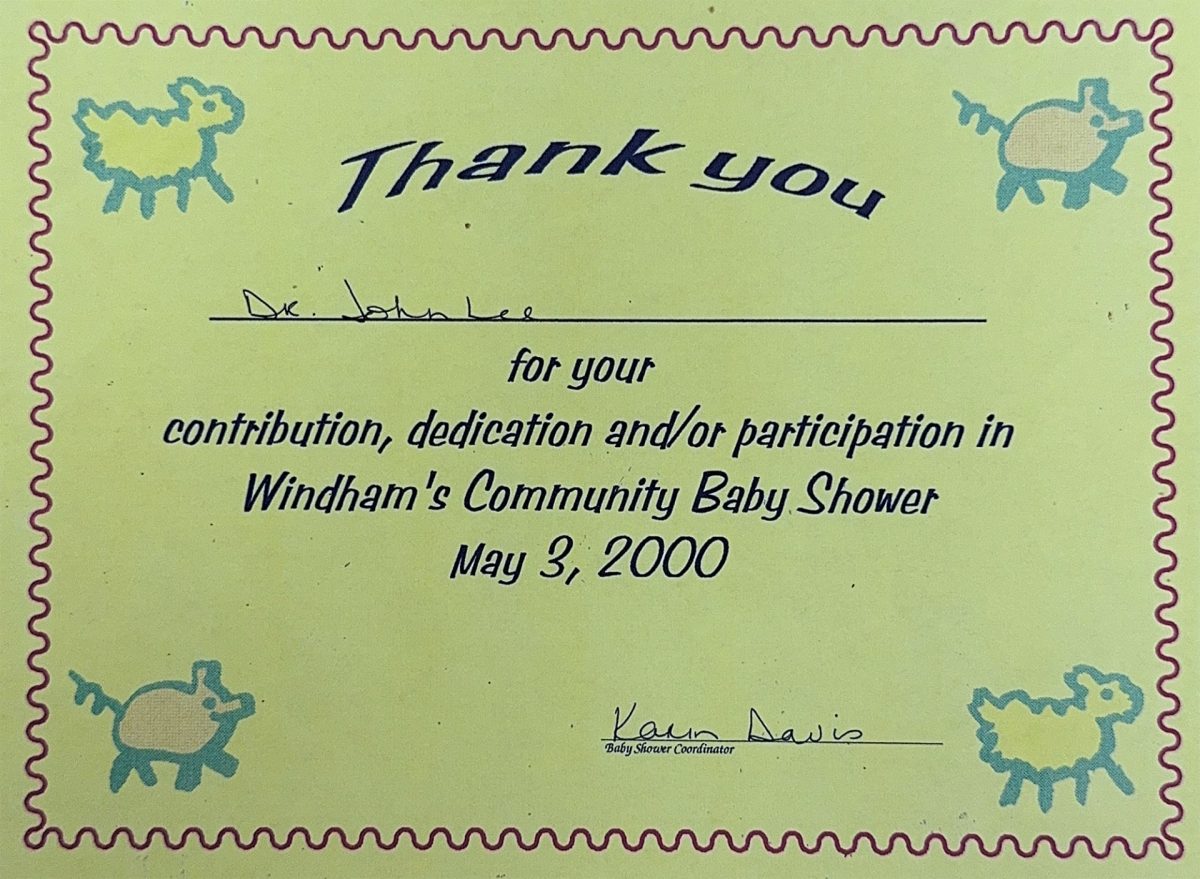 Thank you
Dr. John Lee
for your
contribution, dedication and/or participation in
Windham's Community Baby Shower
May 3, 2000
Karin Davis
Baby Shower Coordinator